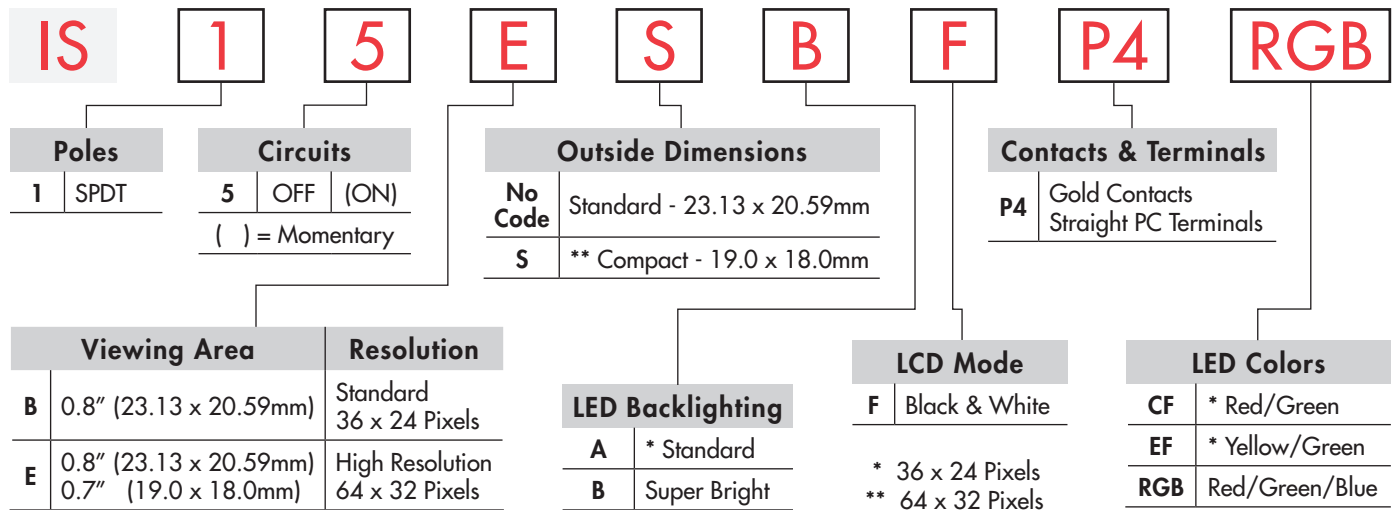 IS 1 5 E S B F P4 RGB
Poles
1 SPDT
Circuits
5 OFF (ON)
( ) = Momentary
Outside Dimensions
No Code Standard - 23.13 x 20.59mm
S ** Compact - 19.0 x 18.0mm
Contacts & Terminals
P4 Gold Contacts
Straight PC Terminals
Viewing Area Resolution
B 0.8″ (23.13 x 20.59mm) Standard
36 x 24 Pixels
E 0.8″ (23.13 x 20.59mm) High Resolution
0.7″ (19.0 x 18.0mm) 64 x 32 Pixels
LED Backlighting
A * Standard
B Super Bright
LCD Mode
F Black & White
* 36 x 24 Pixels
** 64 x 32 Pixels
LED Colors
CF * Red/Green
EF * Yellow/Green
RGB Red/Green/Blue